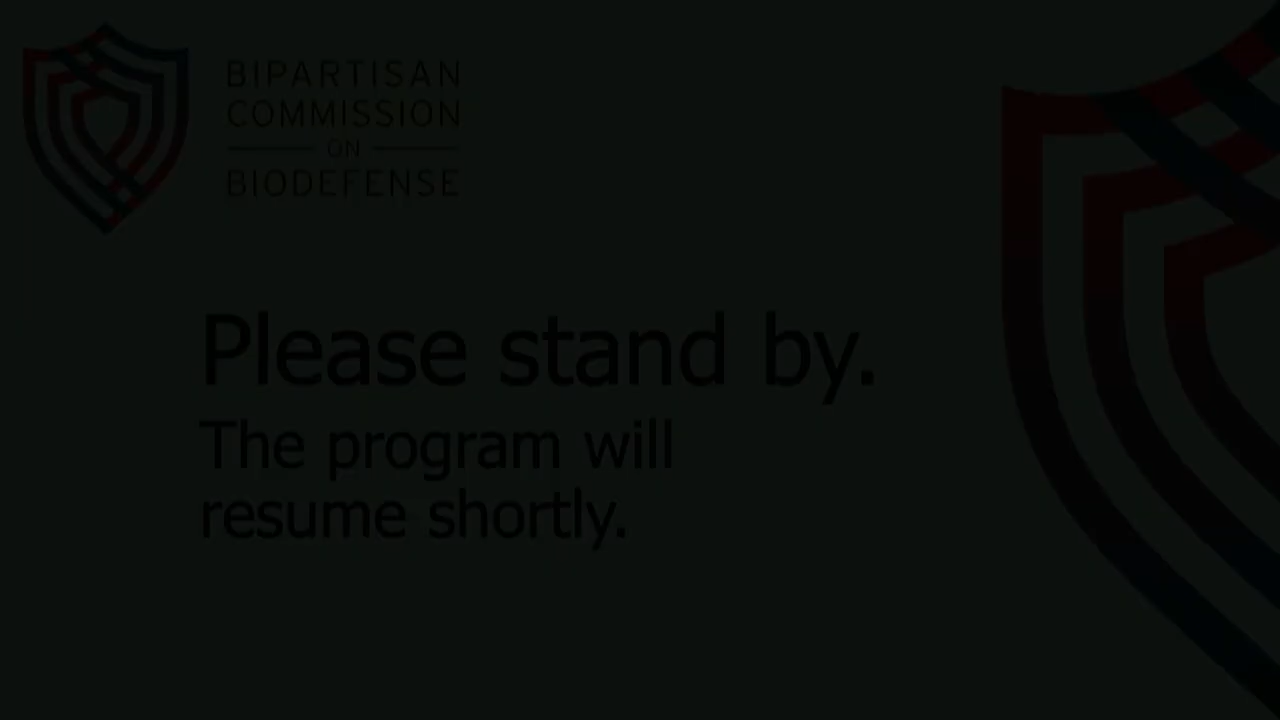 BIPARTISAN
COMMISSION
ON
BIODEFENSE
Please stand by.
The program will
resume shortly.